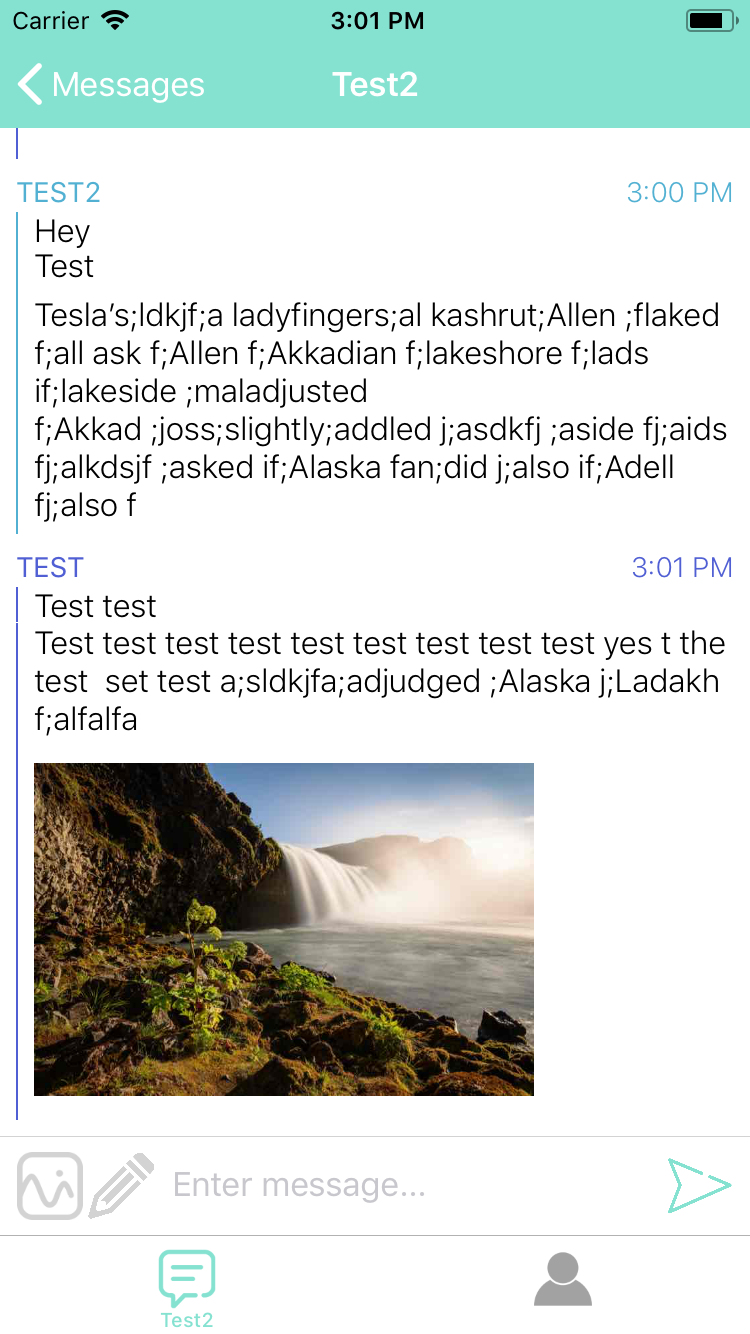 Carrier 3:01 PM
Messages Test2
TEST2 3:00 PM
Hey
Test
Tesla’s;ldkjf;a ladyfingers;al kashrut;Allen ;flaked
f;all ask f;Allen f;Akkadian f;lakeshore f;lads
if;lakeside ;maladjusted
f;Akkad ;joss;slightly;addled j;asdkfj ;aside fj;aids
fj;alkdsjf ;asked if;Alaska fan;did j;also if;Adell
fj;also f
TEST 3:01 PM
Test test
Test test test test test test test test test yes t the
test  set test a;sldkjfa;adjudged ;Alaska j;Ladakh
f;alfalfa
Enter message...
Test2